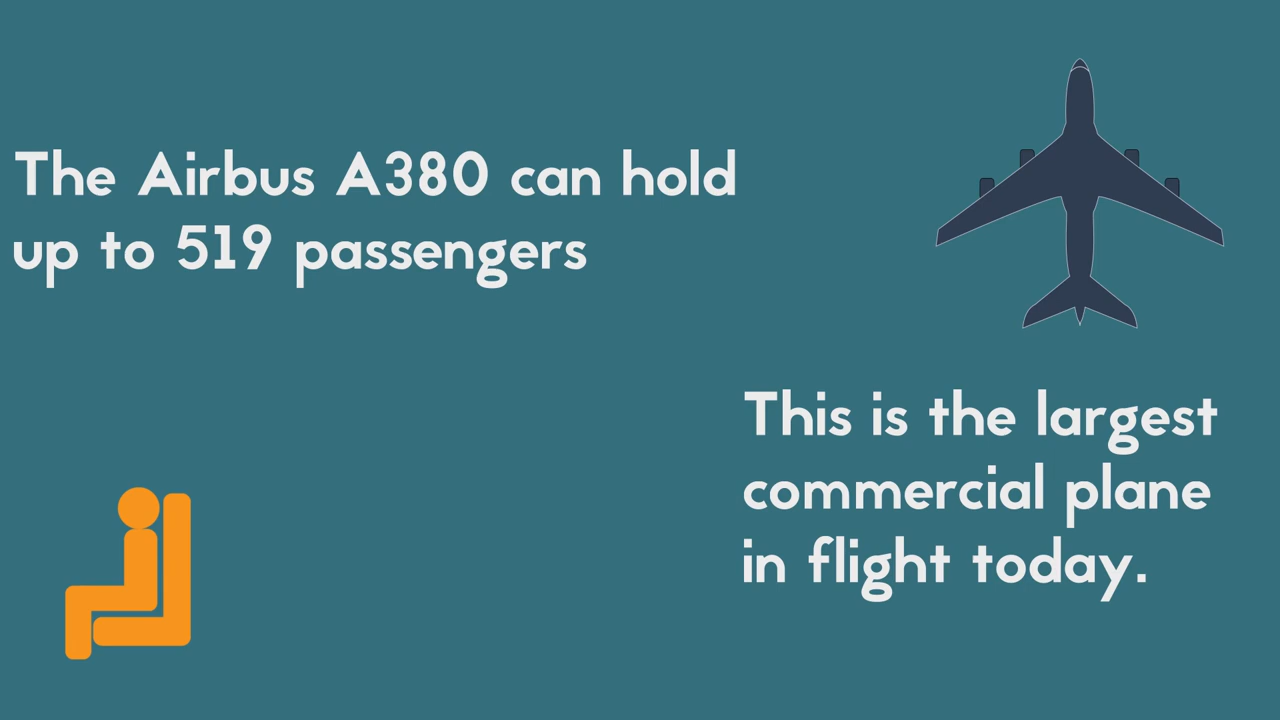 The Airbus A380 can hold
up to 519 passengers
This is the largest
commercial plane
in flight today.